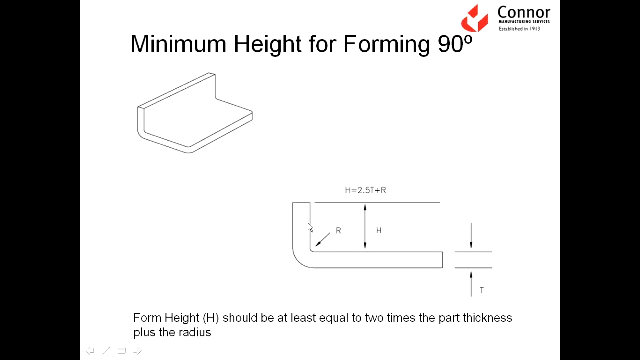 Connor
MANUFACTURING SERVICES
Established in 1913
Minimum Height for Forming 90º
H=2.5T+R
R
H
T
Form Height (H) should be at least equal to two times the part thickness
plus the radius